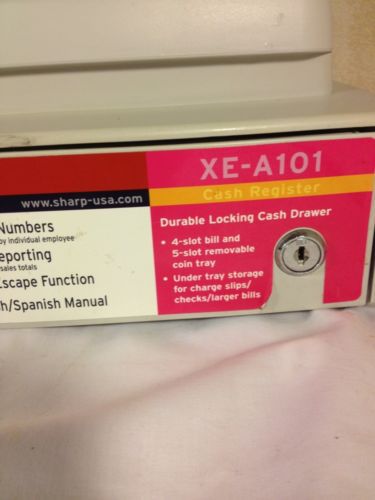 www.sharp-usa.com
Numbers
by individual employee
eporting
sales totals
scape Function
h/Spanish Manual
XE-A101
Cash Register
Durable Locking Cash Drawer
• 4-slot bill and
5-slot removable
coin tray
• Under tray storage
for charge slips/
checks/larger bills